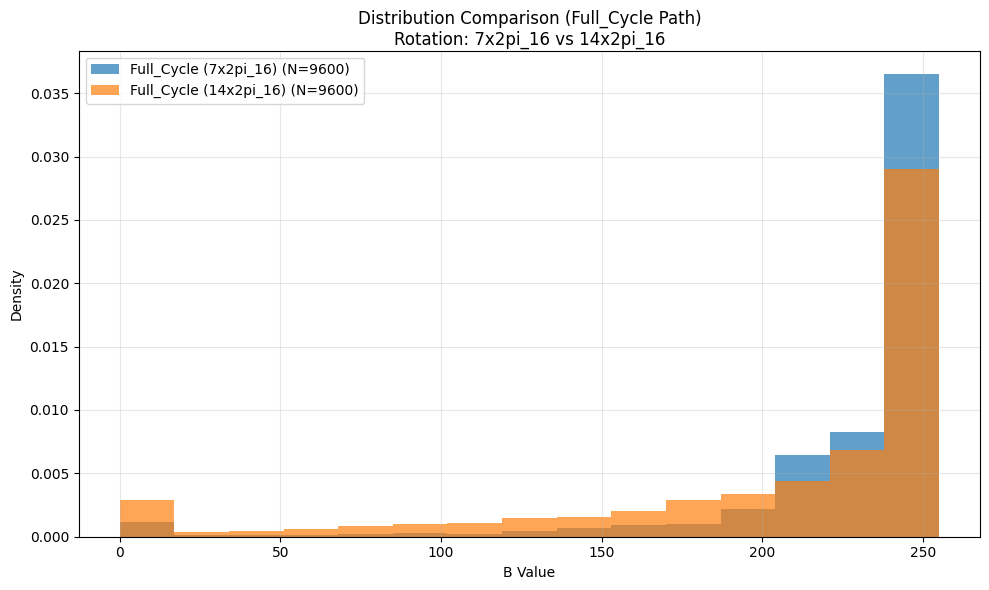 Distribution Comparison (Full_Cycle Path)
Rotation: 7x2pi_16 vs 14x2pi_16
Full_Cycle (7x2pi_16) (N=9600)
Full_Cycle (14x2pi_16) (N=9600)
Density
0.035
0.030
0.025
0.020
0.015
0.010
0.005
0.000
0 50 100 150 200 250
B Value